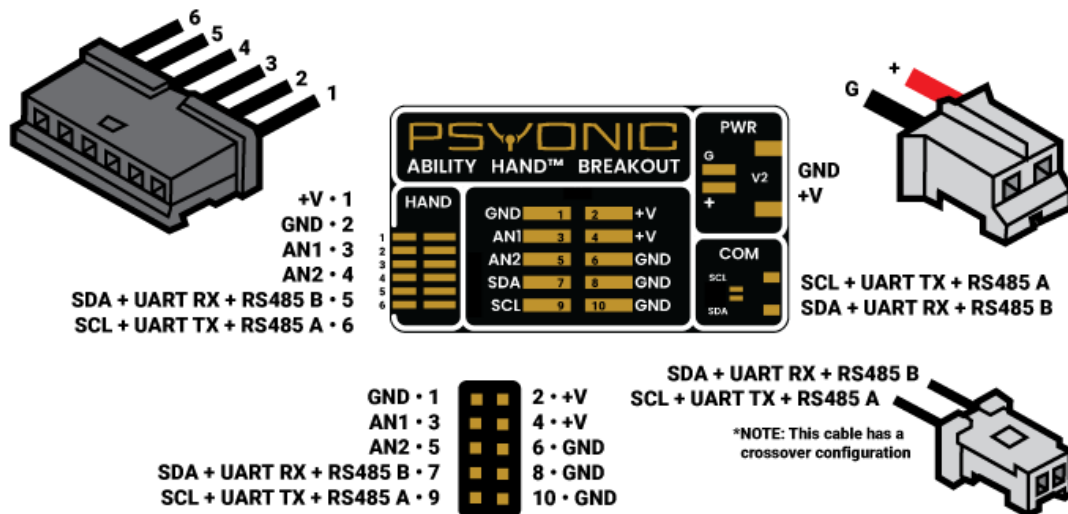 6
5
4
3
2
1
+
G
PSYONIC
ABILITY HAND™ BREAKOUT
PWR
G
+
V2
GND
+V
HAND
1
2
3
4
5
6
GND 1 2 +V
AN1 3 4 +V
AN2 5 6 GND
SDA 7 8 GND
SCL 9 10 GND
COM
SCL
SDA
+V • 1
GND • 2
AN1 • 3
AN2 • 4
SDA + UART RX + RS485 B • 5
SCL + UART TX + RS485 A • 6
SCL + UART TX + RS485 A
SDA + UART RX + RS485 B
GND • 1 2 • +V
AN1 • 3 4 • +V
AN2 • 5 6 • GND
SDA + UART RX + RS485 B • 7 8 • GND
SCL + UART TX + RS485 A • 9 10 • GND
SDA + UART RX + RS485 B
SCL + UART TX + RS485 A
*NOTE: This cable has a
crossover configuration